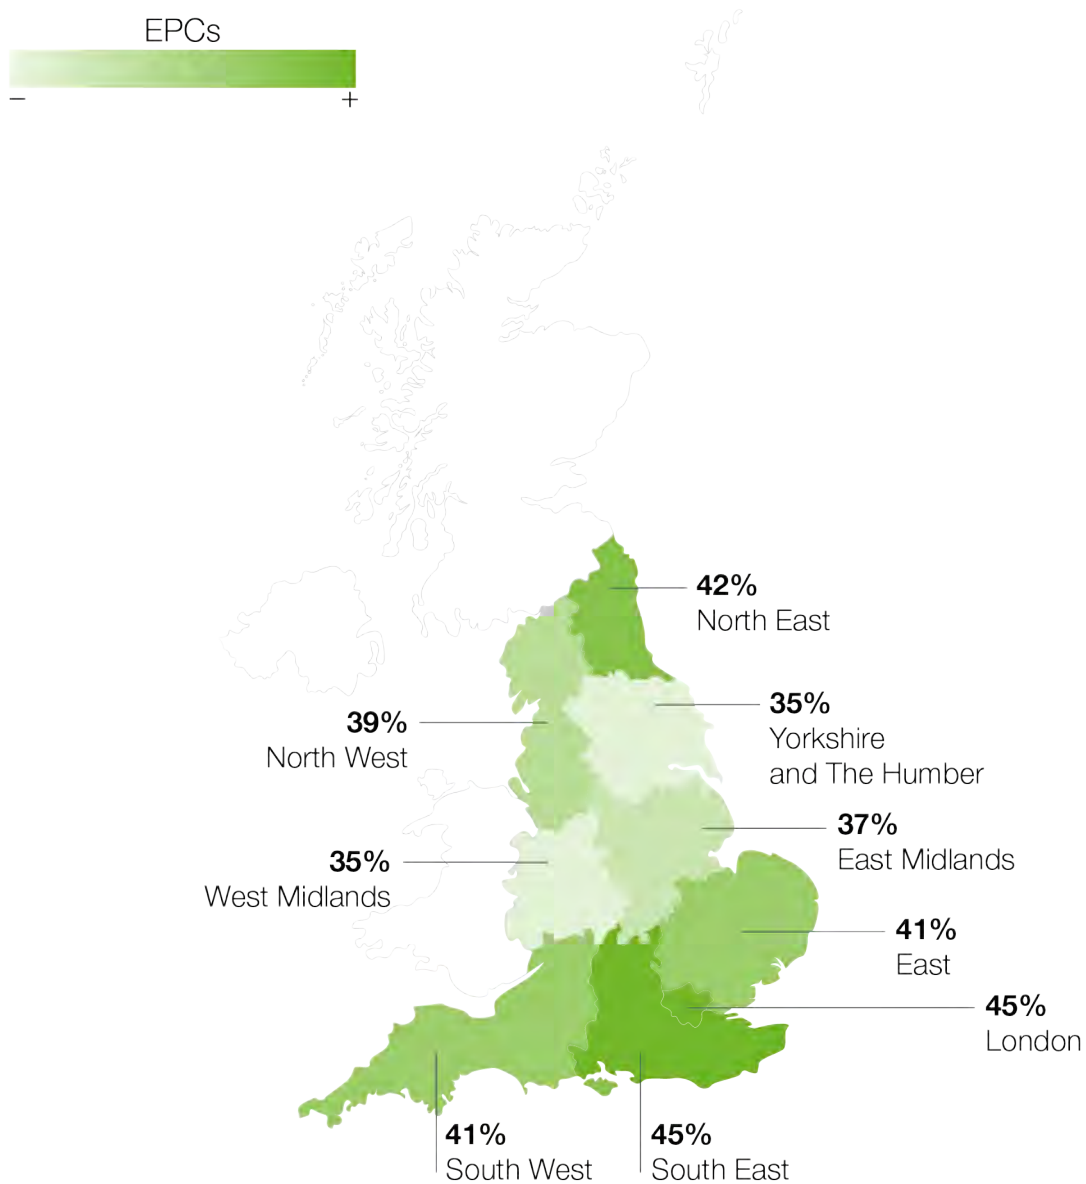 EPCs
– +
42%
North East
35%
Yorkshire
and The Humber
39%
North West
37%
East Midlands
35%
West Midlands
41%
East
45%
London
41%
South West
45%
South East